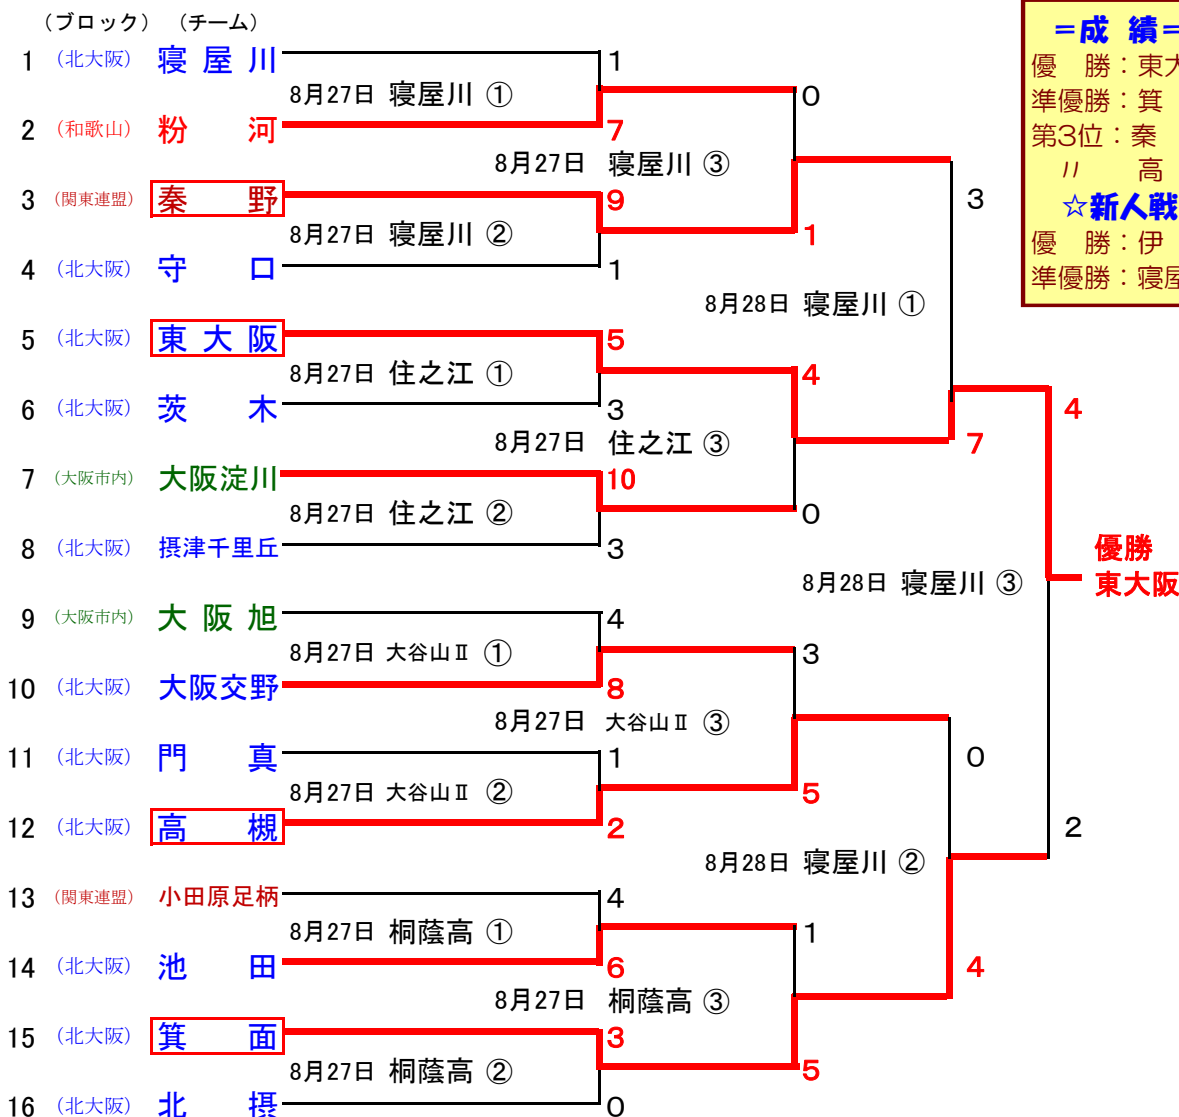 （ブロック）　（チーム）
1 （北大阪） 寝屋川 1
8月27日 寝屋川 ① 0
2 （和歌山） 粉河 7
8月27日 寝屋川 ③
3 （関東連盟） 秦野 9 3
8月27日 寝屋川 ② 1
4 （北大阪） 守口 1
8月28日 寝屋川 ①
5 （北大阪） 東大阪 5
8月27日 住之江 ① 4
6 （北大阪） 茨木 3 4
8月27日 住之江 ③ 7
7 （大阪市内） 大阪淀川 10
8月27日 住之江 ② 0
8 （北大阪） 摂津千里丘 3
優勝
8月28日 寝屋川 ③ 東大阪
9 （大阪市内） 大阪旭 4
8月27日 大谷山Ⅱ ① 3
10 （北大阪） 大阪交野 8
8月27日 大谷山Ⅱ ③
11 （北大阪） 門真 1 0
8月27日 大谷山Ⅱ ② 5
12 （北大阪） 高槻 2 2
8月28日 寝屋川 ②
13 （関東連盟） 小田原足柄 4
8月27日 桐蔭高 ① 1
14 （北大阪） 池田 6 4
8月27日 桐蔭高 ③
15 （北大阪） 箕面 3
8月27日 桐蔭高 ② 5
16 （北大阪） 北摂 0
=成績=
優勝：東大
準優勝：箕
第3位：秦
〃 高
☆新人戦
優勝：伊
準優勝：寝屋